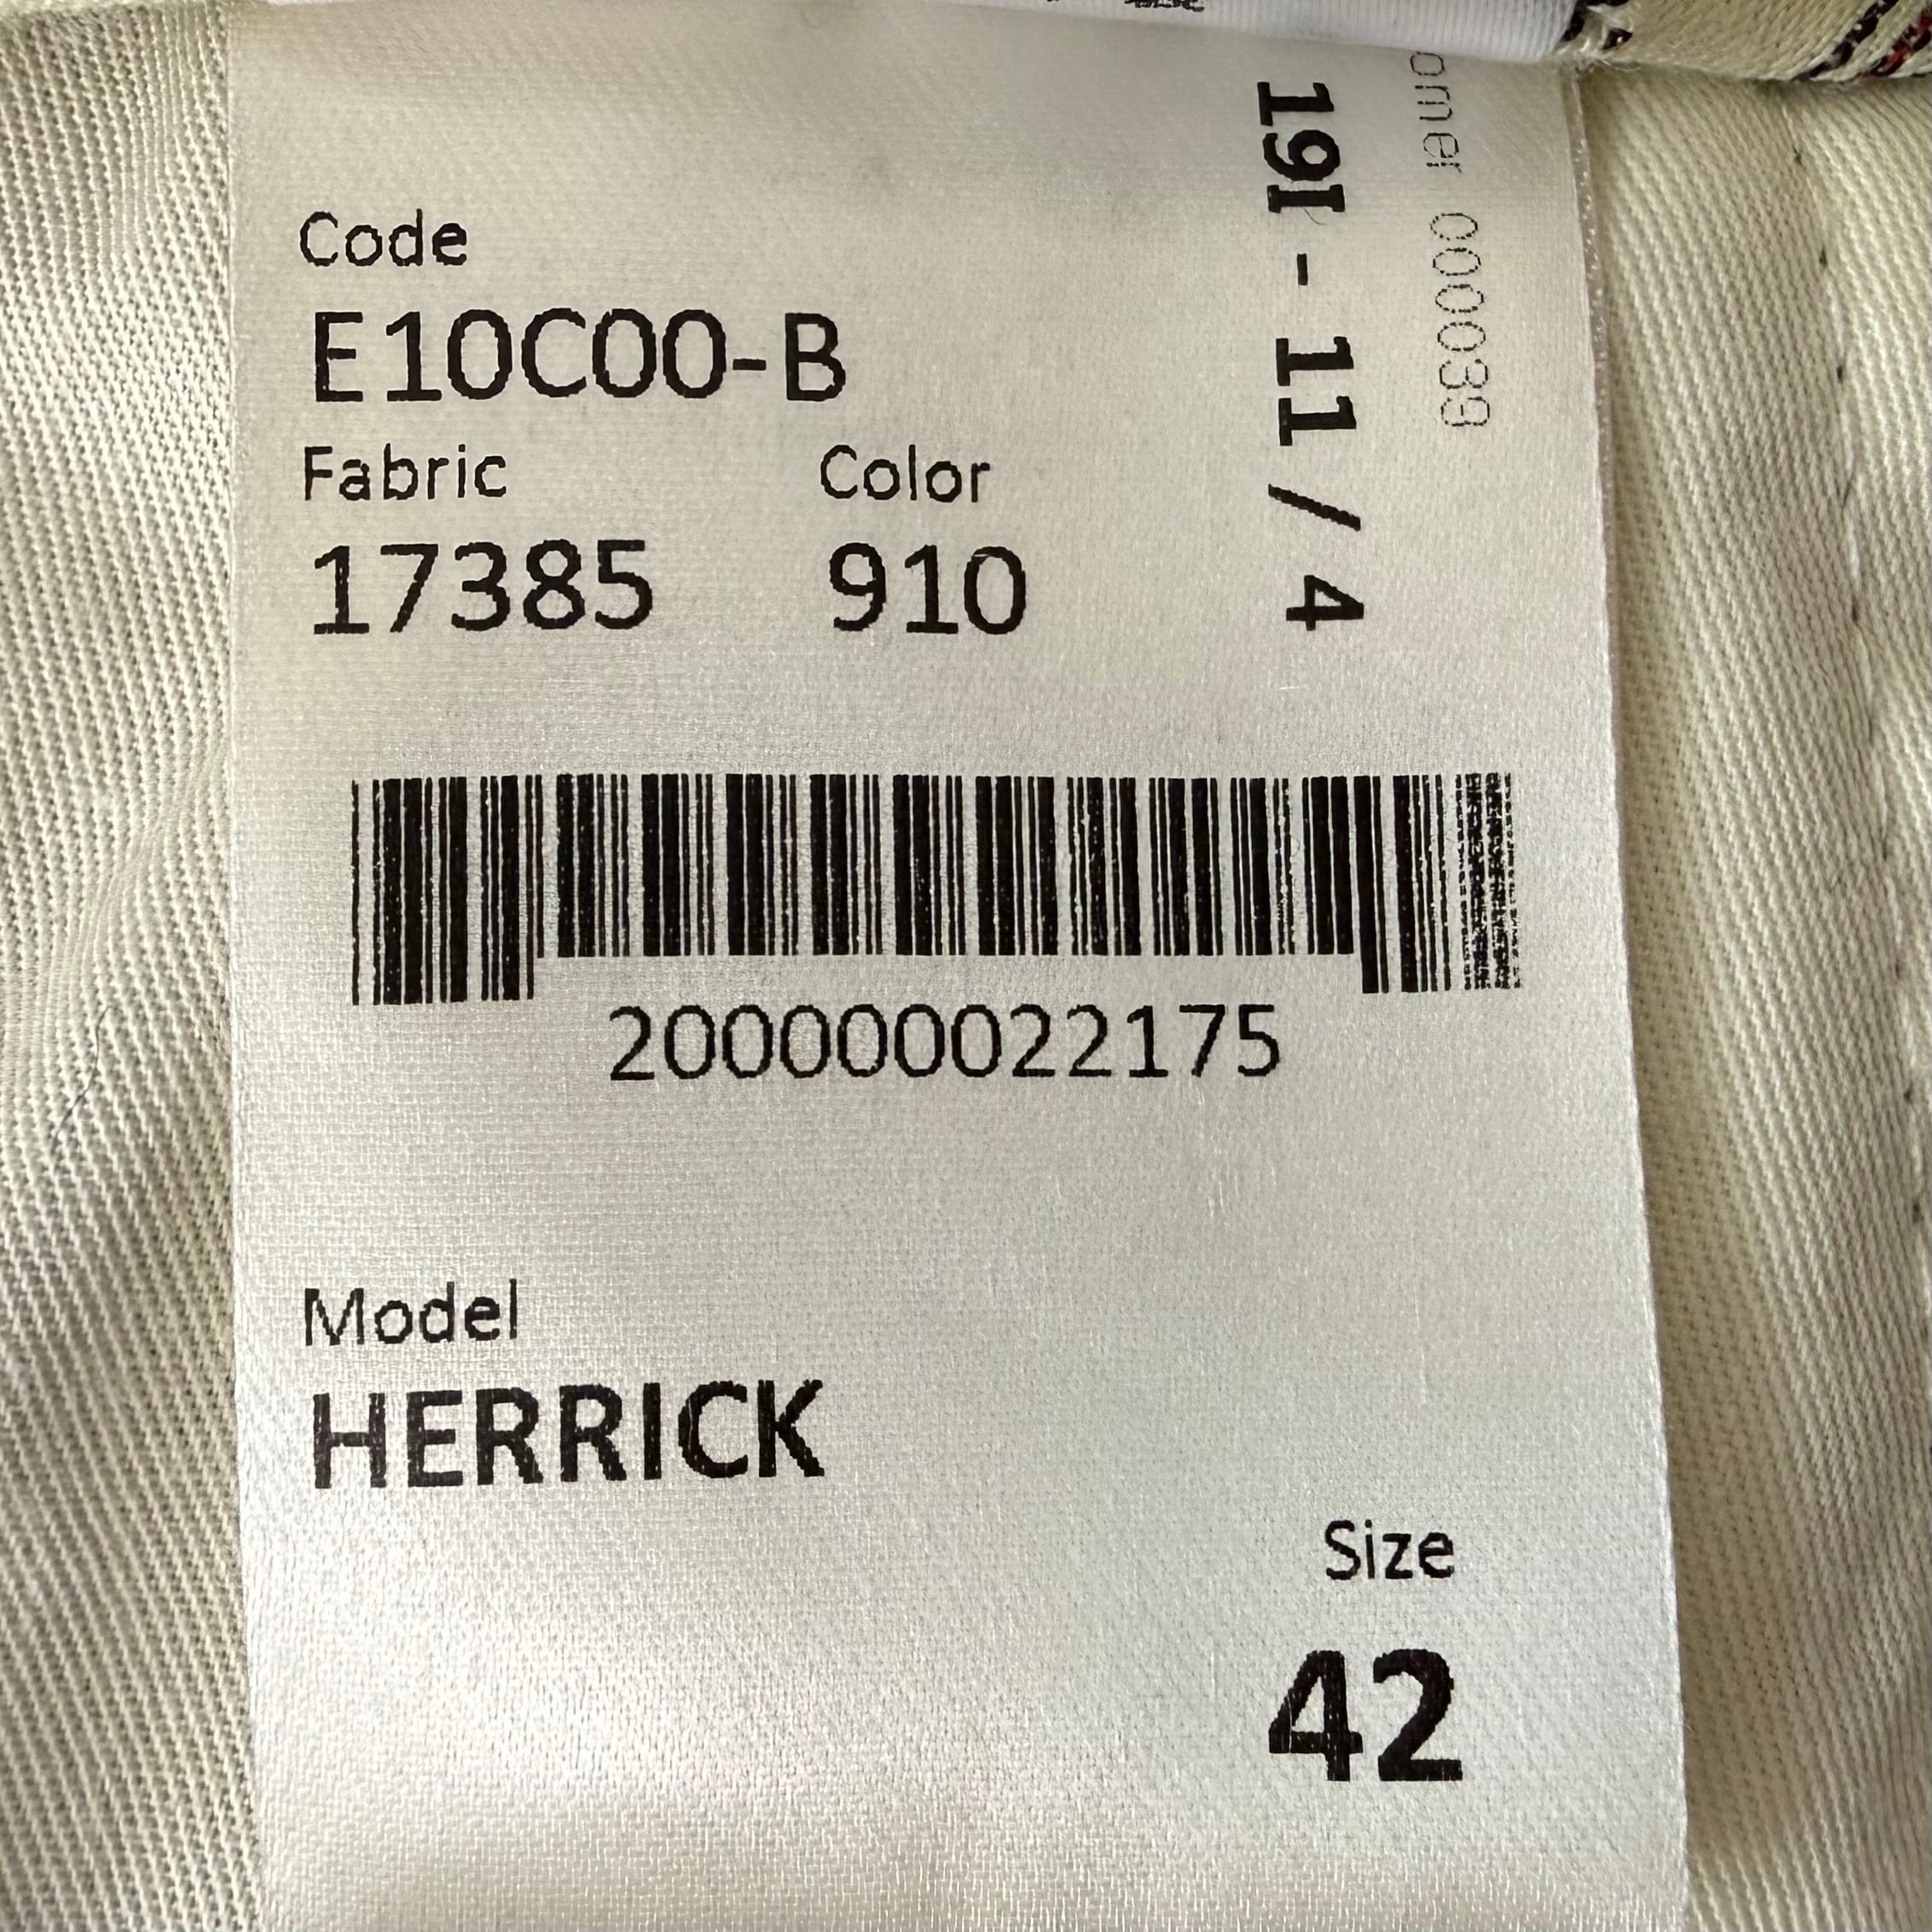 Code
E10C00-B
Fabric Color
17385 910
19I - 11 / 4
omer 000039
200000022175
Model
HERRICK
Size
42